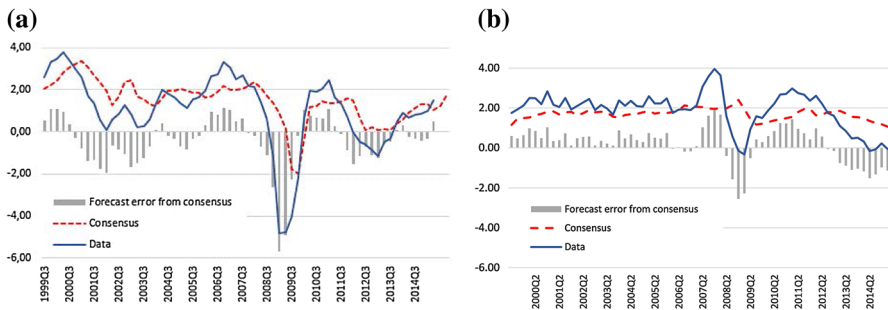 (a)
4,00
2,00
0,00
-2,00
-4,00
-6,00
Forecast error from consensus
Consensus
Data
1999Q3
2000Q3
2001Q3
2002Q3
2003Q3
2004Q3
2005Q3
2006Q3
2007Q3
2008Q3
2009Q3
2010Q3
2011Q3
2012Q3
2013Q3
2014Q3
(b)
4.00
2.00
0.00
-2.00
-4.00
-6.00
Forecast error from consensus
Consensus
Data
2000Q2
2001Q2
2002Q2
2003Q2
2004Q2
2005Q2
2006Q2
2007Q2
2008Q2
2009Q2
2010Q2
2011Q2
2012Q2
2013Q2
2014Q2